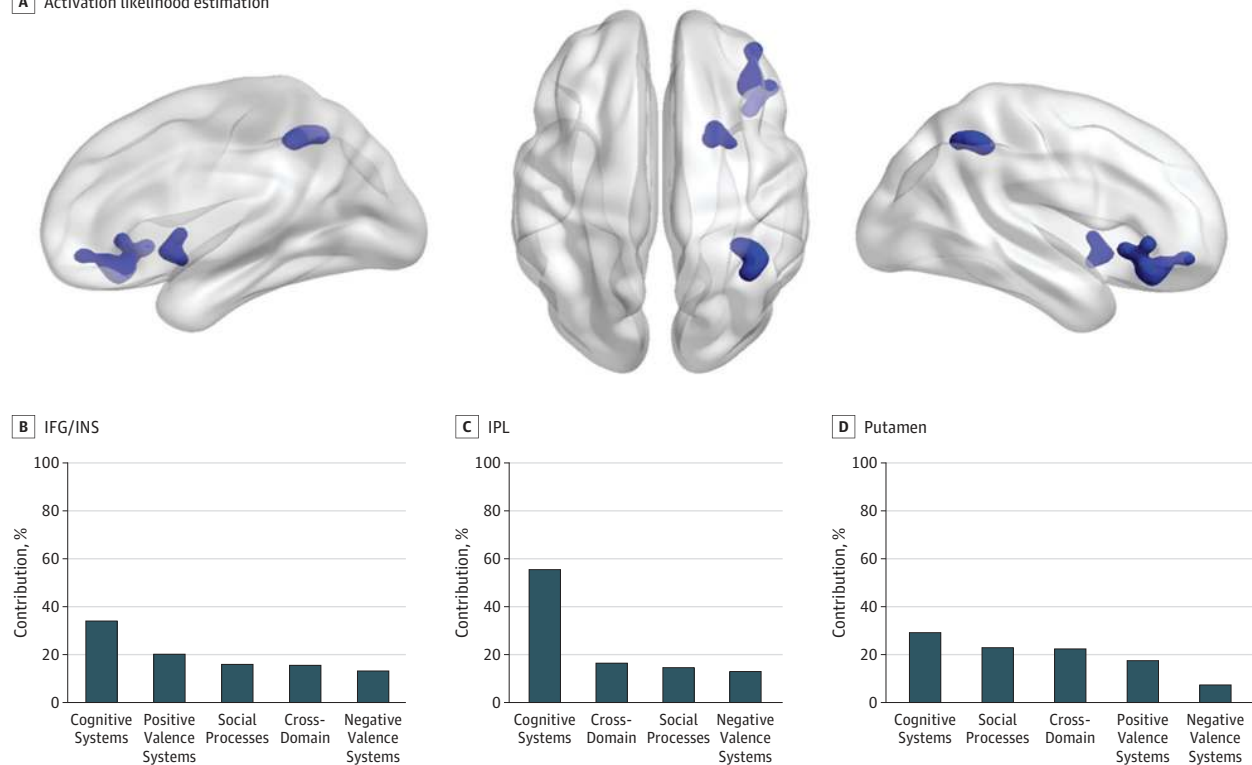 A Activation likelihood estimation
B IFG/INS
100
80
60
40
20
0
Contribution, %
Cognitive
Systems
Positive
Valence
Systems
Social
Processes
Cross-
Domain
Negative
Valence
Systems
C IPL
100
80
60
40
20
0
Contribution, %
Cognitive
Systems
Cross-
Domain
Social
Processes
Negative
Valence
Systems
D Putamen
100
80
60
40
20
0
Contribution, %
Cognitive
Systems
Social
Processes
Cross-
Domain
Positive
Valence
Systems
Negative
Valence
Systems